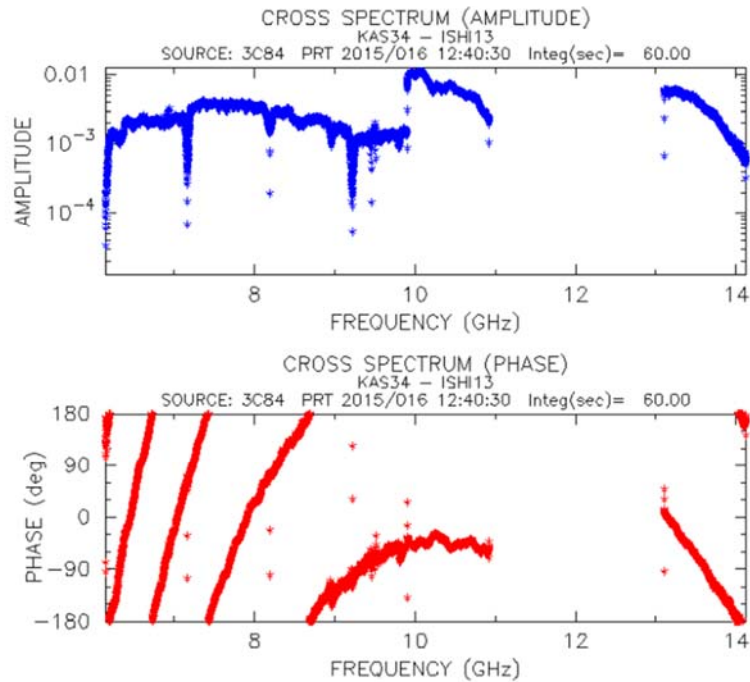 CROSS SPECTRUM (AMPLITUDE)
KAS34 – ISHI13
SOURCE: 3C84 PRT 2015/016 12:40:30 Integ(sec)= 60.00
0.01
10⁻³
10⁻⁴
AMPLITUDE
8 10 12 14
FREQUENCY (GHz)
CROSS SPECTRUM (PHASE)
KAS34 – ISHI13
SOURCE: 3C84 PRT 2015/016 12:40:30 Integ(sec)= 60.00
180
90
0
−90
−180
PHASE (deg)
8 10 12 14
FREQUENCY (GHz)